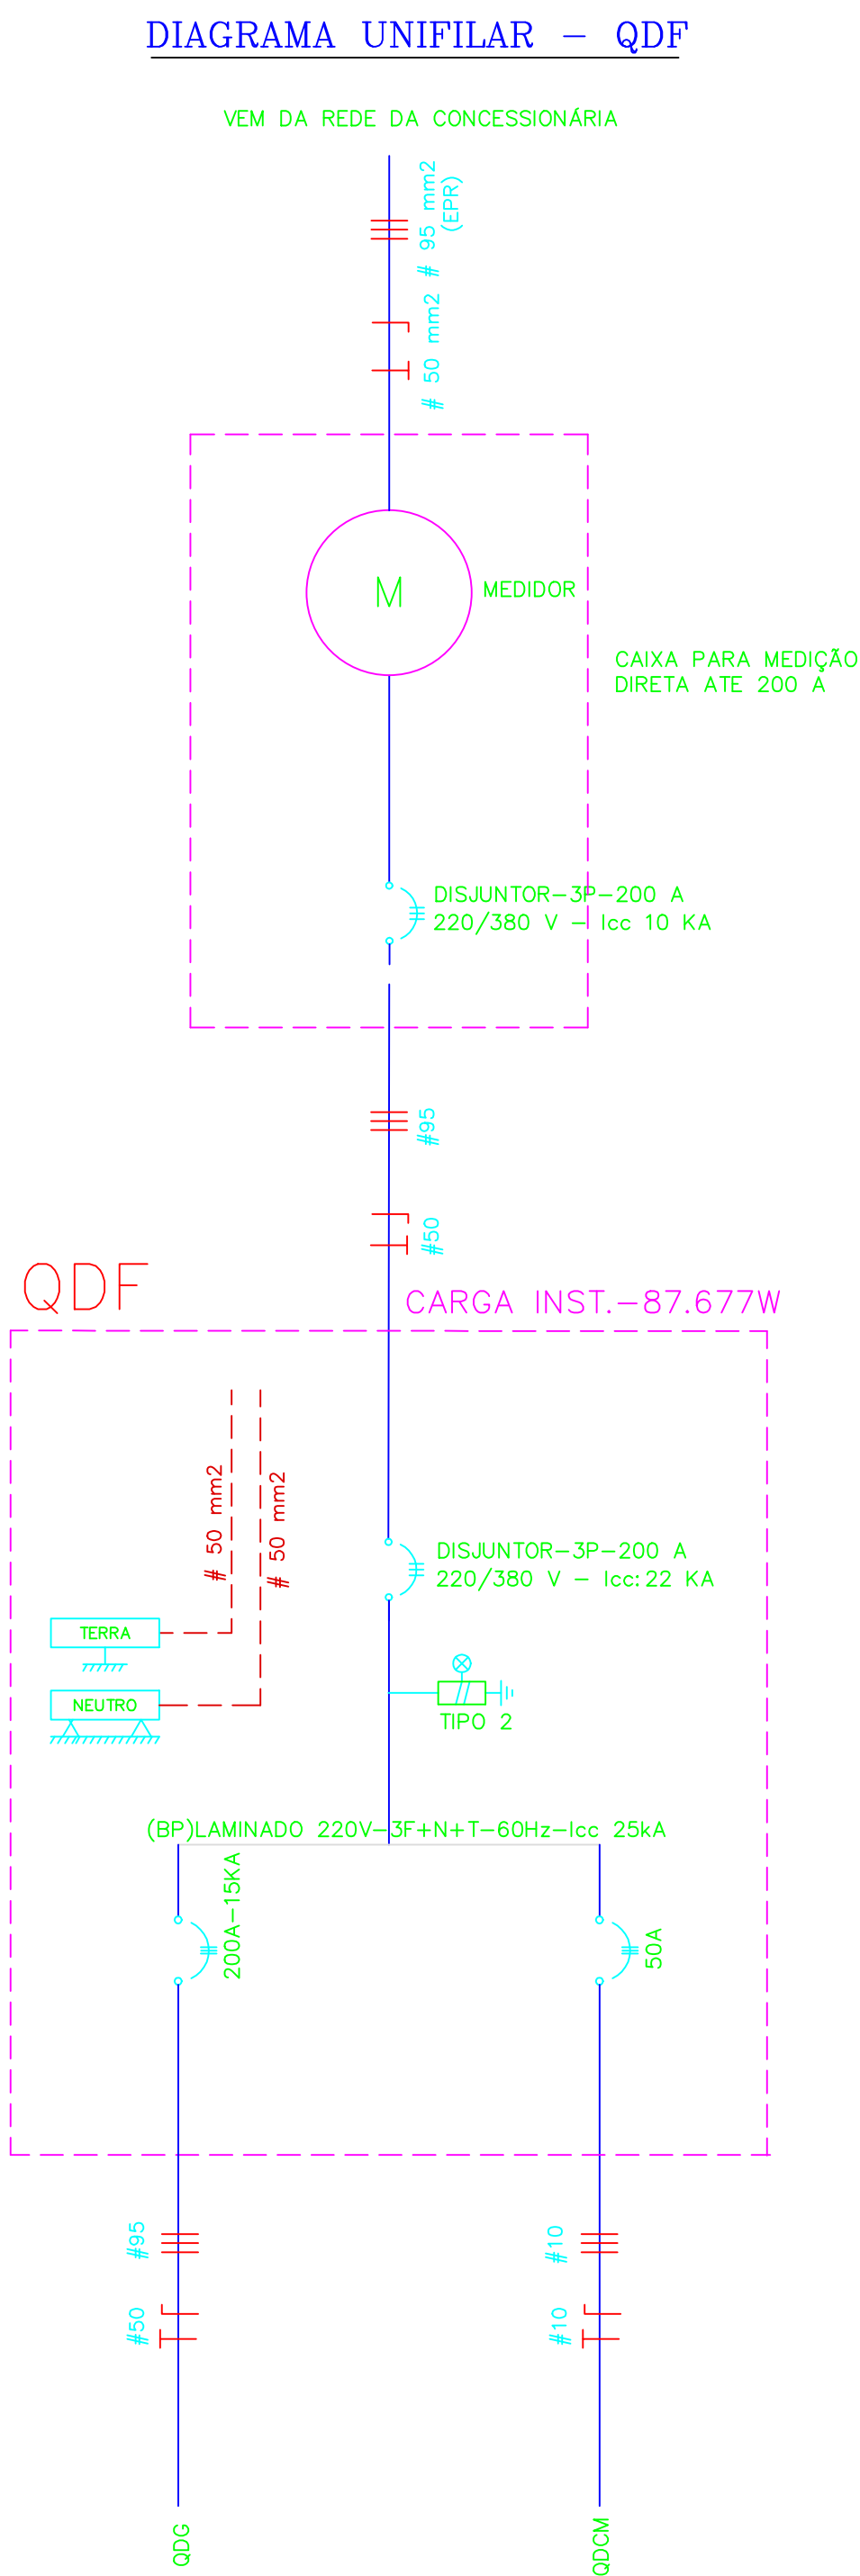 DIAGRAMA UNIFILAR - QDF
VEM DA REDE DA CONCESSIONÁRIA
# 95 mm2
(EPR)
# 50 mm2
M
MEDIDOR
CAIXA PARA MEDIÇÃO
DIRETA ATE 200 A
DISJUNTOR-3P-200 A
220/380 V - Icc 10 KA
#95
#50
QDF
CARGA INST.-87.677W
# 50 mm2
# 50 mm2
DISJUNTOR-3P-200 A
220/380 V - Icc: 22 KA
TERRA
NEUTRO
TIPO 2
(BP)LAMINADO 220V-3F+N+T-60Hz-Icc 25kA
200A-15KA
50A
#95
#10
#50
#10
QDG
QDCM